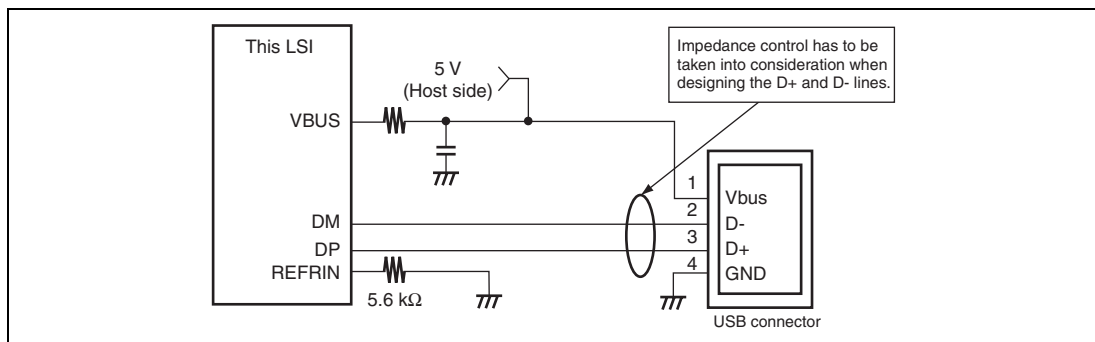 This LSI
Impedance control has to be
taken into consideration when
designing the D+ and D- lines.
5 V
(Host side)
VBUS
1
Vbus
2
DM
D-
3
DP
D+
4
REFRIN
GND
5.6 kΩ
USB connector